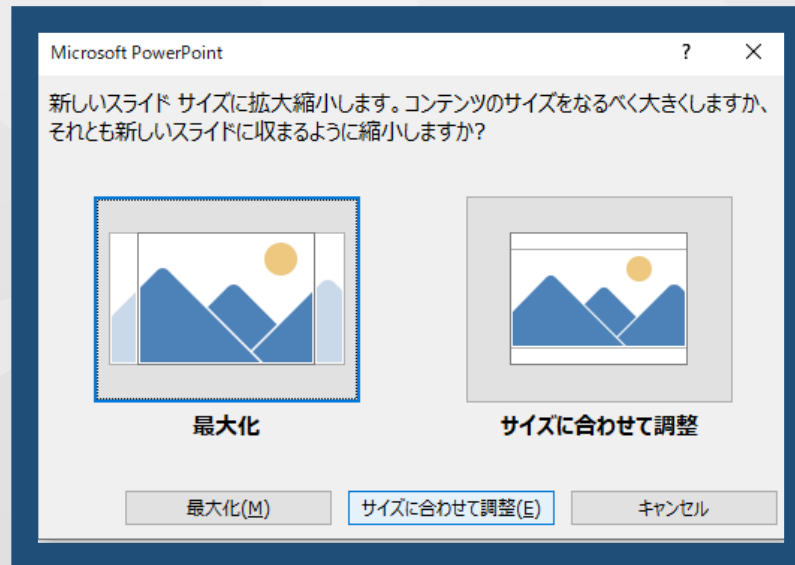 Microsoft PowerPoint
?
新しいスライド サイズに拡大縮小します。コンテンツのサイズをなるべく大きくしますか、
それとも新しいスライドに収まるように縮小しますか?
最大化
サイズに合わせて調整
最大化(M)
サイズに合わせて調整(E)
キャンセル